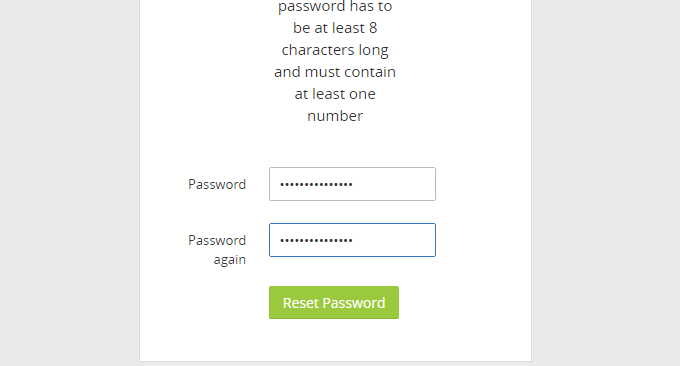 password has to
be at least 8
characters long
and must contain
at least one
number
Password
•••••••••••••••
Password
again
•••••••••••••••
Reset Password